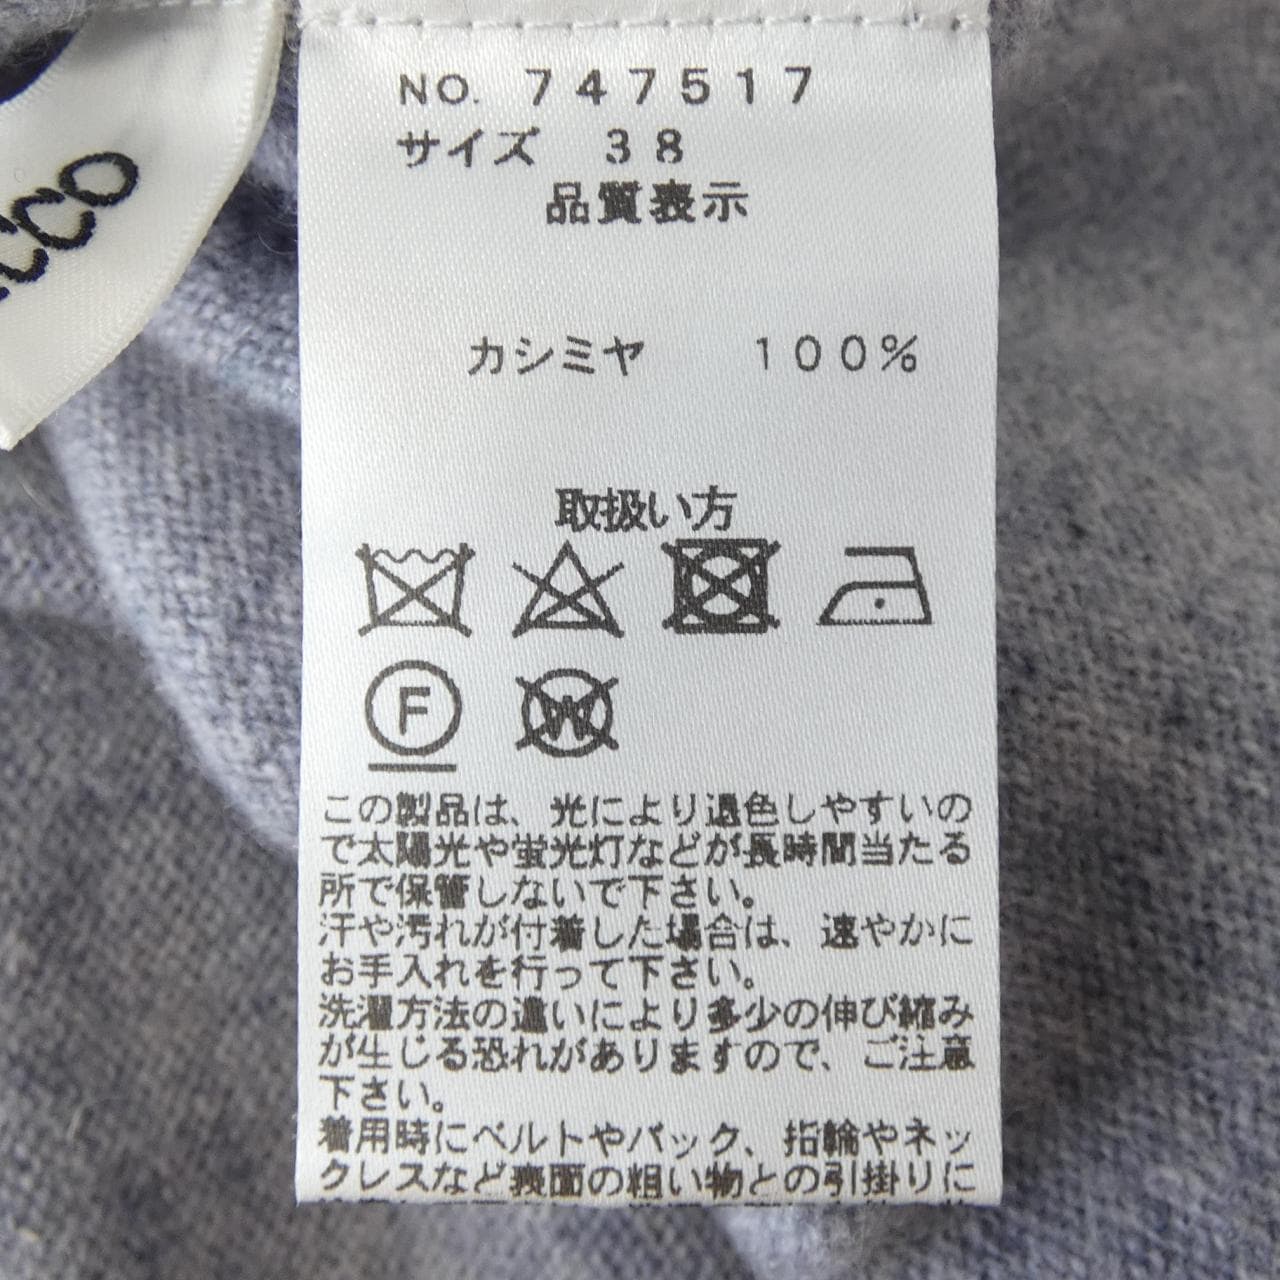 NO. 747517
サイズ 38
品質表示
カシミヤ 100%
取扱い方
F
W
この製品は、光により退色しやすいの
で太陽光や蛍光灯などが長時間当たる
所で保管しないで下さい。
汗や汚れが付着した場合は、速やかに
お手入れを行って下さい。
洗濯方法の違いにより多少の伸び縮み
が生じる恐れがありますので、ご注意
下さい。
着用時にベルトやバック、指輪やネッ
クレスなど表面の粗い物との引掛りに